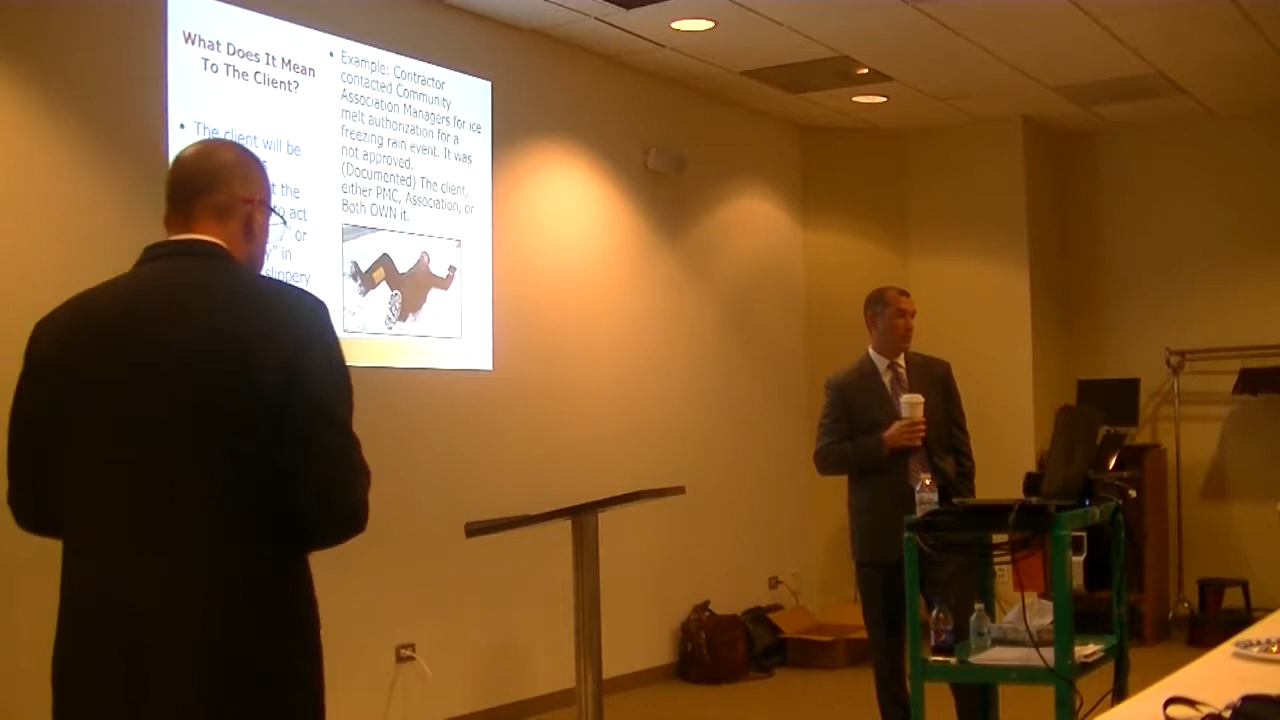 What Does It Mean
To The Client?
• The client will be
the
to act
or
in
slippery
• Example: Contractor
contacted Community
Association Managers for ice
melt authorization for a
freezing rain event. It was
not approved.
(Documented) The client,
either PMC, Association, or
Both OWN it.